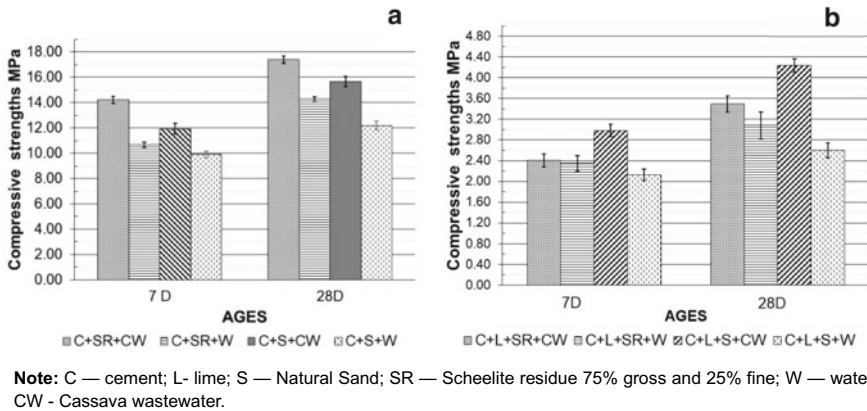 a
Compressive strengths MPa
18.00
16.00
14.00
12.00
10.00
8.00
6.00
4.00
2.00
0.00
7 D
28D
AGES
C+SR+CW C+SR+W C+S+CW C+S+W
b
Compressive strengths MPa
4.80
4.40
4.00
3.60
3.20
2.80
2.40
2.00
1.60
1.20
0.80
0.40
0.00
7D
28D
AGES
C+L+SR+CW C+L+SR+W C+L+S+CW C+L+S+W
Note: C — cement; L- lime; S — Natural Sand; SR — Scheelite residue 75% gross and 25% fine; W — wate
CW - Cassava wastewater.